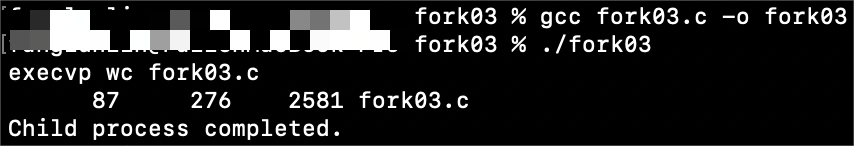 fork03 % gcc fork03.c -o fork03
fork03 % ./fork03
execvp wc fork03.c
87 276 2581 fork03.c
Child process completed.